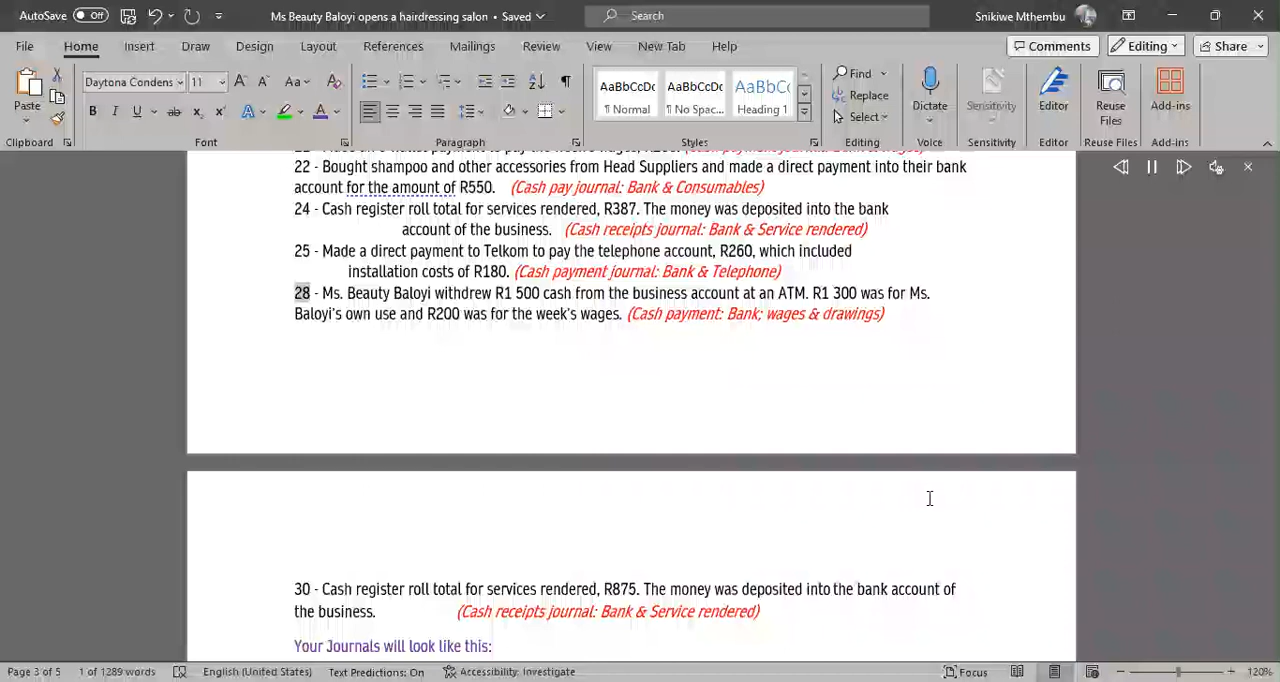 AutoSave Off Ms Beauty Baloyi opens a hairdressing salon • Saved Search Snikiwe Mthembu
File Home Insert Draw Design Layout References Mailings Review View New Tab Help Comments Editing Share
Paste Daytona Condens 11 Aa AaBbCcDc AaBbCcDc AaBbCc Find Replace Select Dictate Sensitivity Editor Reuse Files Add-ins
B I U ab x₂ x² A A ¶ Normal ¶ No Spac... Heading 1
Clipboard Font Paragraph Styles Editing Voice Sensitivity Editor Reuse Files Add-ins
22 - Bought shampoo and other accessories from Head Suppliers and made a direct payment into their bank
account for the amount of R550. (Cash pay journal: Bank & Consumables)
24 - Cash register roll total for services rendered, R387. The money was deposited into the bank
account of the business. (Cash receipts journal: Bank & Service rendered)
25 - Made a direct payment to Telkom to pay the telephone account, R260, which included
installation costs of R180. (Cash payment journal: Bank & Telephone)
28 - Ms. Beauty Baloyi withdrew R1 500 cash from the business account at an ATM. R1 300 was for Ms.
Baloyi's own use and R200 was for the week's wages. (Cash payment: Bank; wages & drawings)
30 - Cash register roll total for services rendered, R875. The money was deposited into the bank account of
the business. (Cash receipts journal: Bank & Service rendered)
Your Journals will look like this:
Page 3 of 5 1 of 1289 words English (United States) Text Predictions: On Accessibility: Investigate Focus 120%